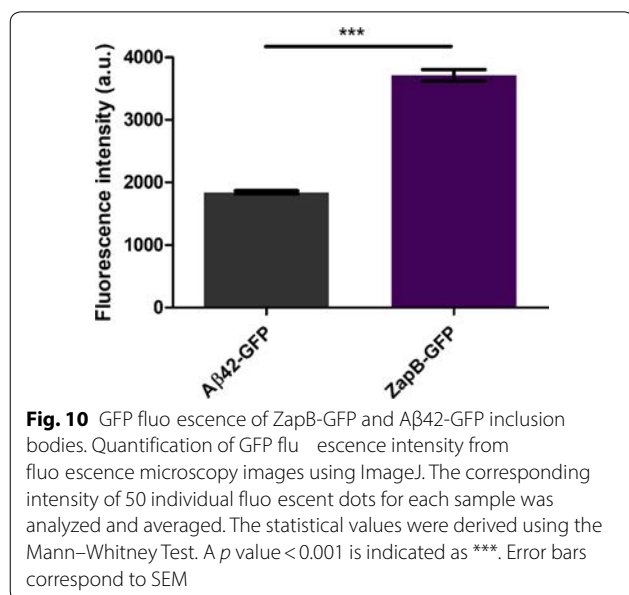 ***
Fluorescence intensity (a.u.)
4000
3000
2000
1000
0
Aβ42-GFP
ZapB-GFP
Fig. 10 GFP fluo escence of ZapB-GFP and Aβ42-GFP inclusion
bodies. Quantification of GFP flu escence intensity from
fluo escence microscopy images using ImageJ. The corresponding
intensity of 50 individual fluo escent dots for each sample was
analyzed and averaged. The statistical values were derived using the
Mann–Whitney Test. A p value < 0.001 is indicated as ***. Error bars
correspond to SEM